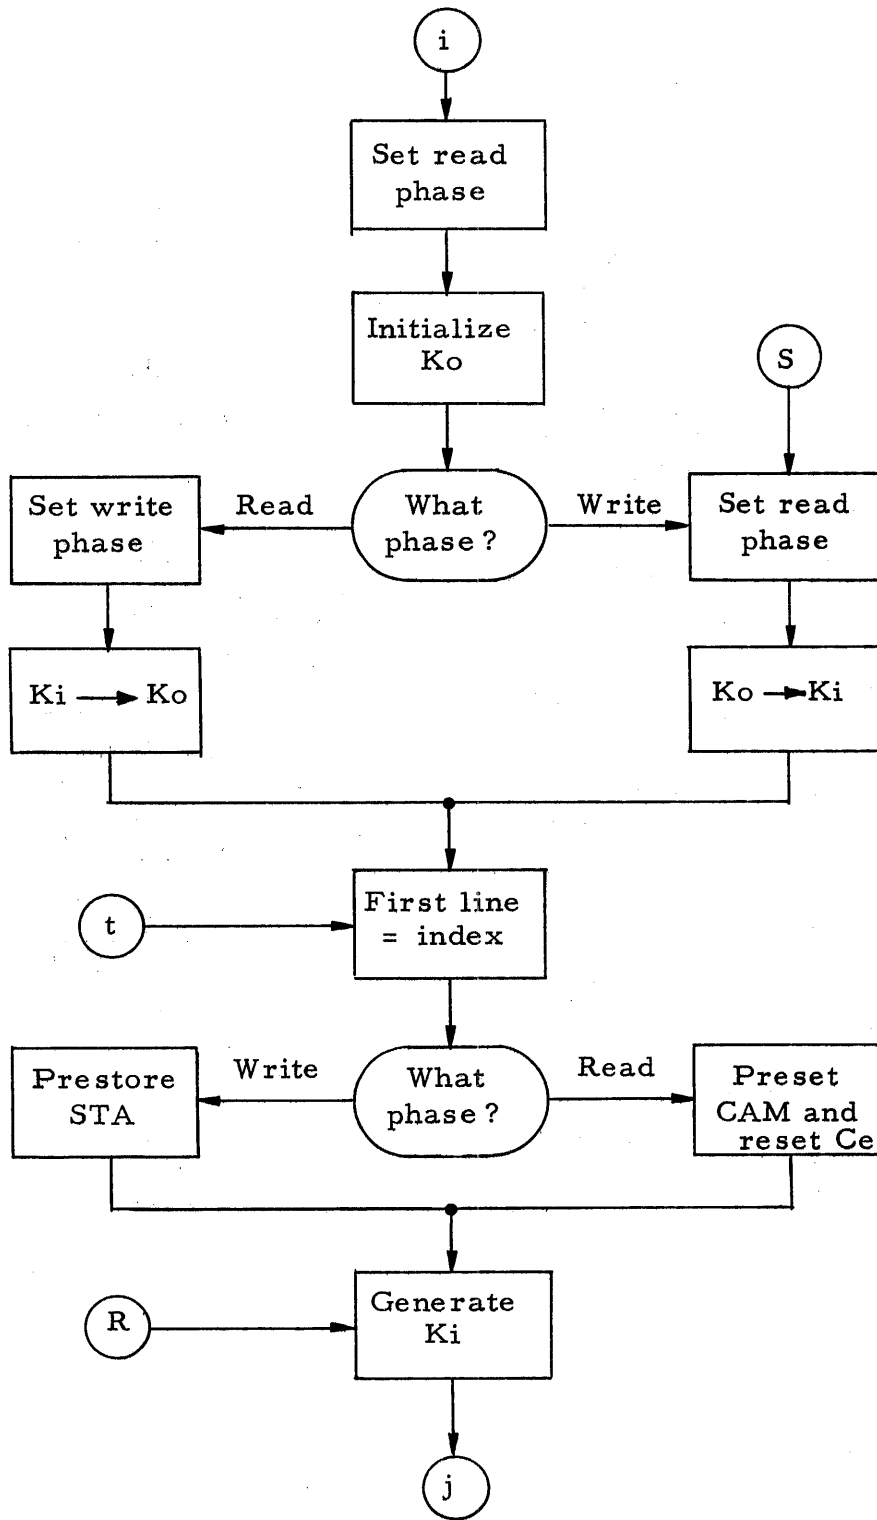 i
Set read
phase
Initialize
Ko
S
Set write
phase
Read
What
phase?
Write
Set read
phase
Ki → Ko
Ko → Ki
t
First line
= index
Prestore
STA
Write
What
phase?
Read
Preset
CAM and
reset Ce
R
Generate
Ki
j